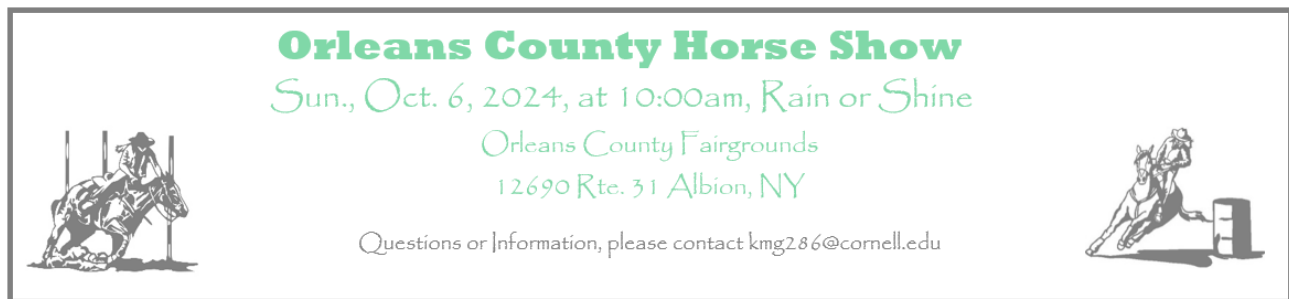 Orleans County Horse Show
Sun., Oct. 6, 2024, at 10:00am, Rain or Shine
Orleans County Fairgrounds
12690 Rte. 31 Albion, NY
Questions or Information, please contact kmg286@cornell.edu